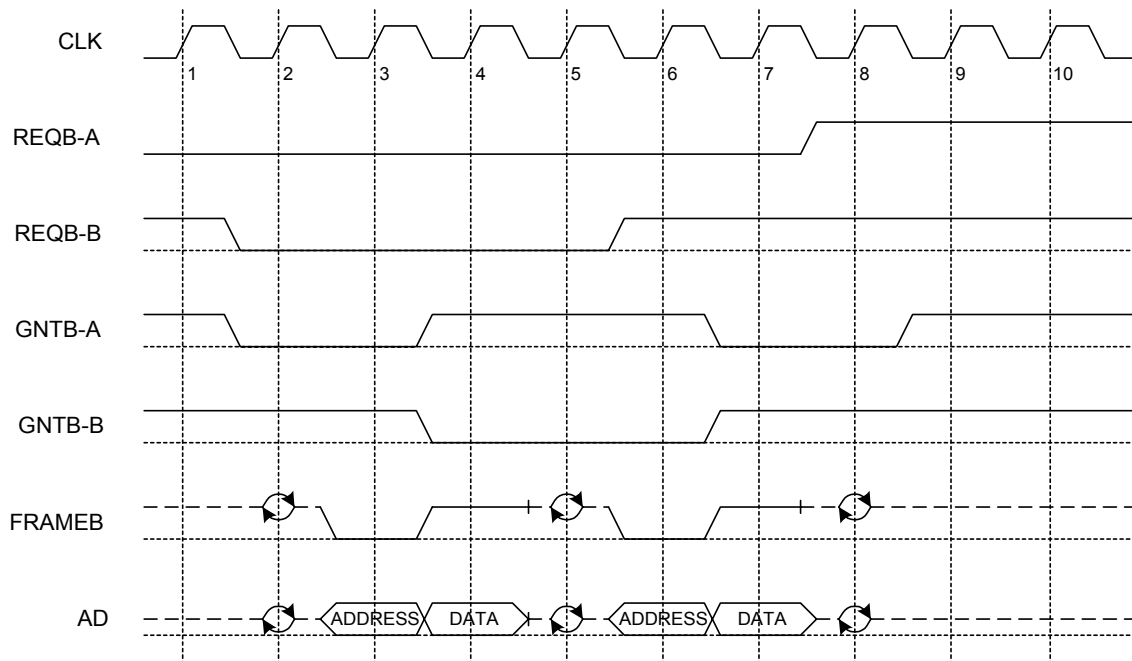 CLK
1 2 3 4 5 6 7 8 9 10
REQB-A
REQB-B
GNTB-A
GNTB-B
FRAMEB
AD ADDRESS DATA ADDRESS DATA